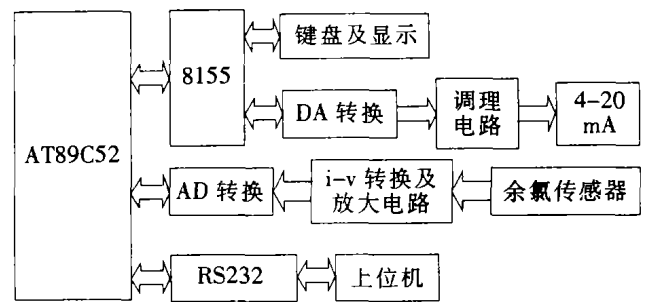 AT89C52
8155
键盘及显示
DA 转换
调理
电路
4-20
mA
AD 转换
i-v 转换及
放大电路
余氯传感器
RS232
上位机